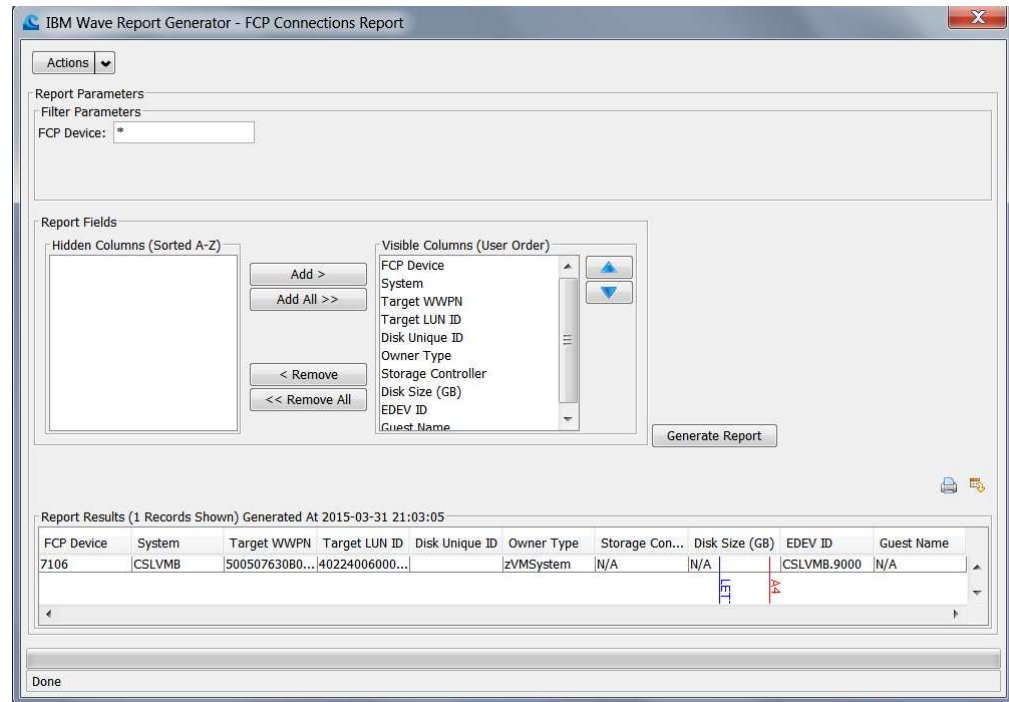 IBM Wave Report Generator - FCP Connections Report
X
Actions
Report Parameters
Filter Parameters
FCP Device: *
Report Fields
Hidden Columns (Sorted A-Z)
Visible Columns (User Order)
Add >
Add All >>
< Remove
<< Remove All
FCP Device
System
Target WWPN
Target LUN ID
Disk Unique ID
Owner Type
Storage Controller
Disk Size (GB)
EDEV ID
Guest Name
Generate Report
Report Results (1 Records Shown) Generated At 2015-03-31 21:03:05
FCP Device System Target WWPN Target LUN ID Disk Unique ID Owner Type Storage Con... Disk Size (GB) EDEV ID Guest Name
7106 CSLVMB 500507630B0... 40224006000... zVMSystem N/A N/A CSLVMB.9000 N/A
LET
A4
Done